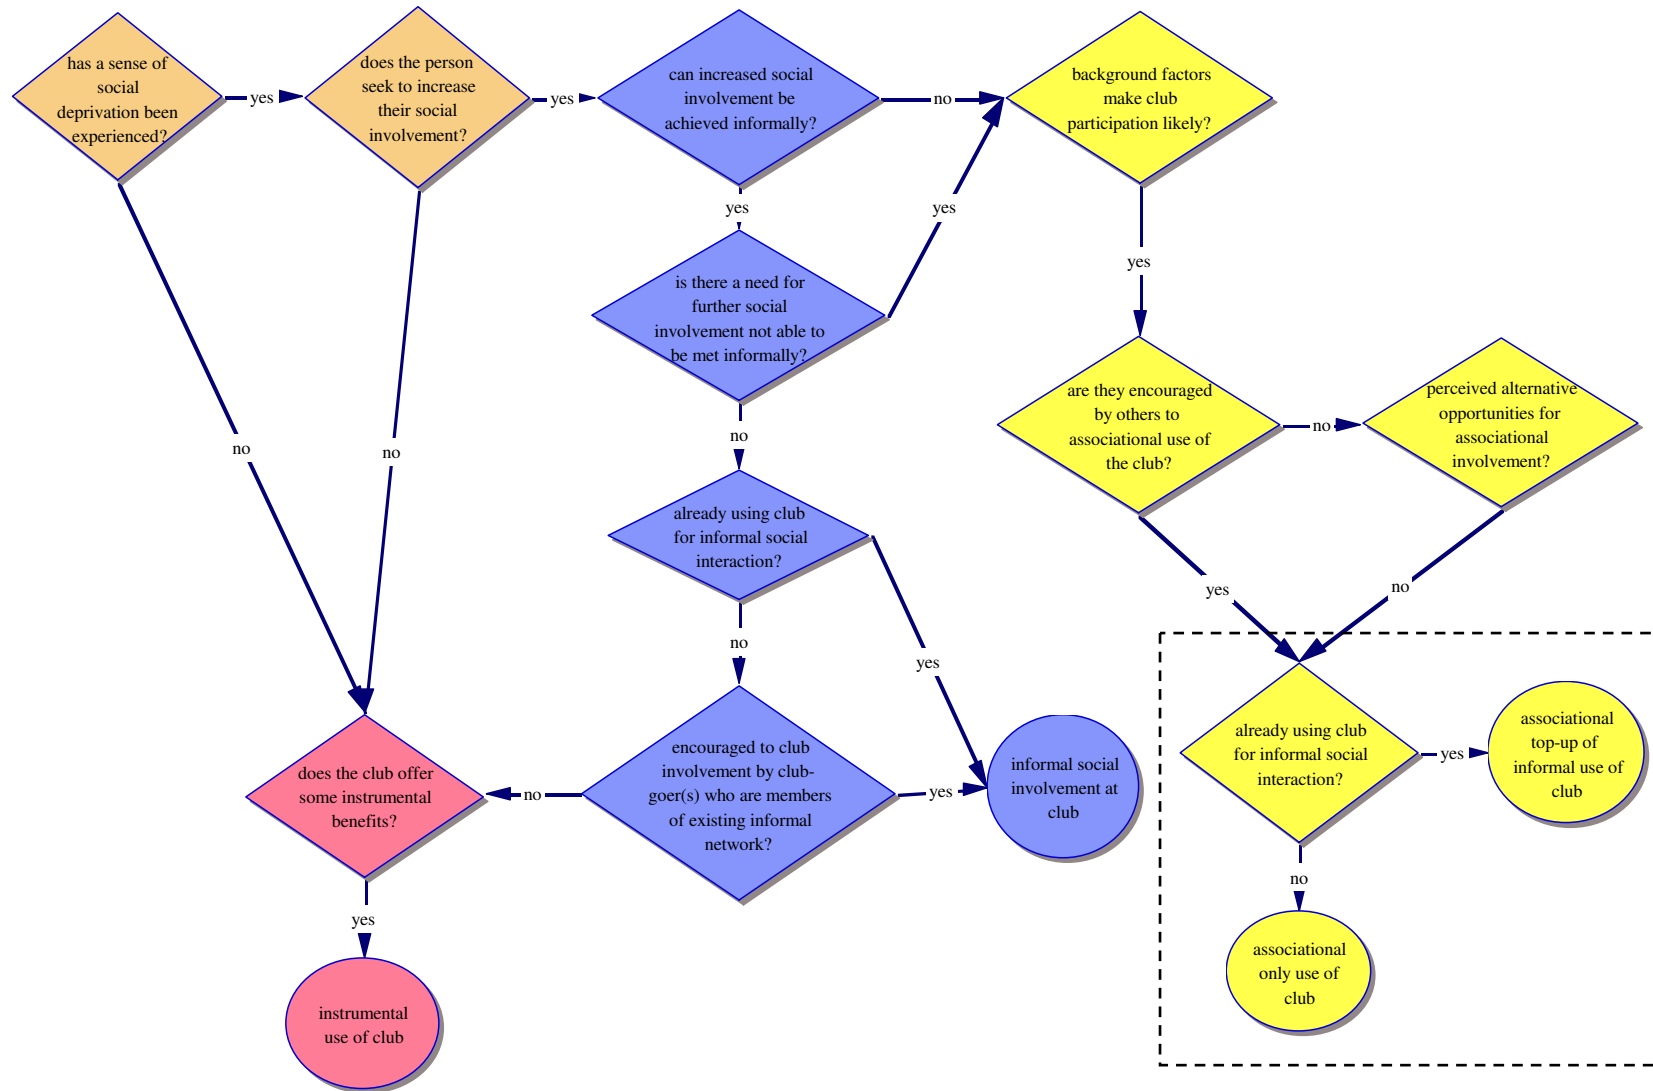 has a sense of
social
deprivation been
experienced?
yes
does the person
seek to increase
their social
involvement?
yes
can increased social
involvement be
achieved informally?
no
background factors
make club
participation likely?
yes
yes
yes
is there a need for
further social
involvement not able to
be met informally?
are they encouraged
by others to
associational use of
the club?
no
perceived alternative
opportunities for
associational
involvement?
no
no
no
already using club
for informal social
interaction?
yes
no
no
yes
already using club
for informal social
interaction?
yes
associational
top-up of
informal use of
club
does the club offer
some instrumental
benefits?
no
encouraged to club
involvement by club-
goer(s) who are members
of existing informal
network?
yes
informal social
involvement at
club
no
yes
associational
only use of
club
instrumental
use of club